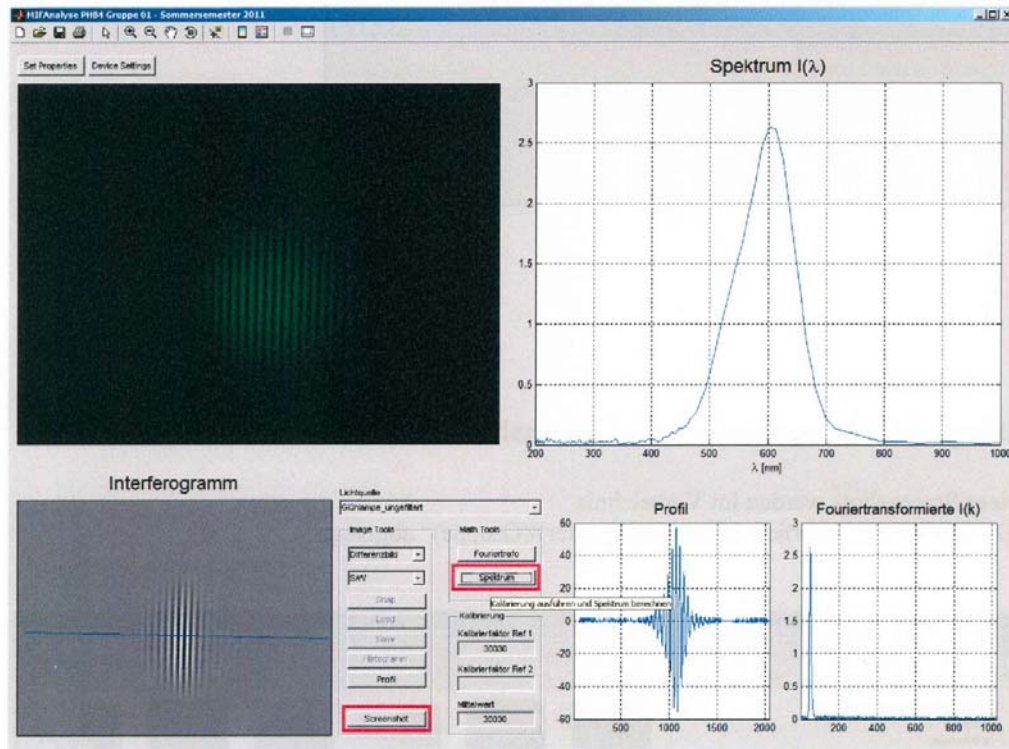 HIFAnalyse PHB4 Gruppe 01 - Sommersemester 2011
Set Properties
Device Settings
Spektrum I(λ)
3
2.5
2
1.5
1
0.5
0
200 300 400 500 600 700 800 900 1000
λ [nm]
Interferogramm
Lichtquelle
Glühlampe_ungefiltert
Image Tools
Differenzbild
S/W
Snap
Load
Save
Histogramm
Profil
Screenshot
Math Tools
Fouriertrafo
Spektrum
Kalibrierung ausführen und Spektrum berechnen
Kalibrierung
Kalibrierfaktor Ref 1
30030
Kalibrierfaktor Ref 2
Mittelwert
30030
Profil
60
40
20
0
-20
-40
-60
500 1000 1500 2000
Fouriertransformierte I(k)
3
2.5
2
1.5
1
0.5
0
200 400 600 800 1000